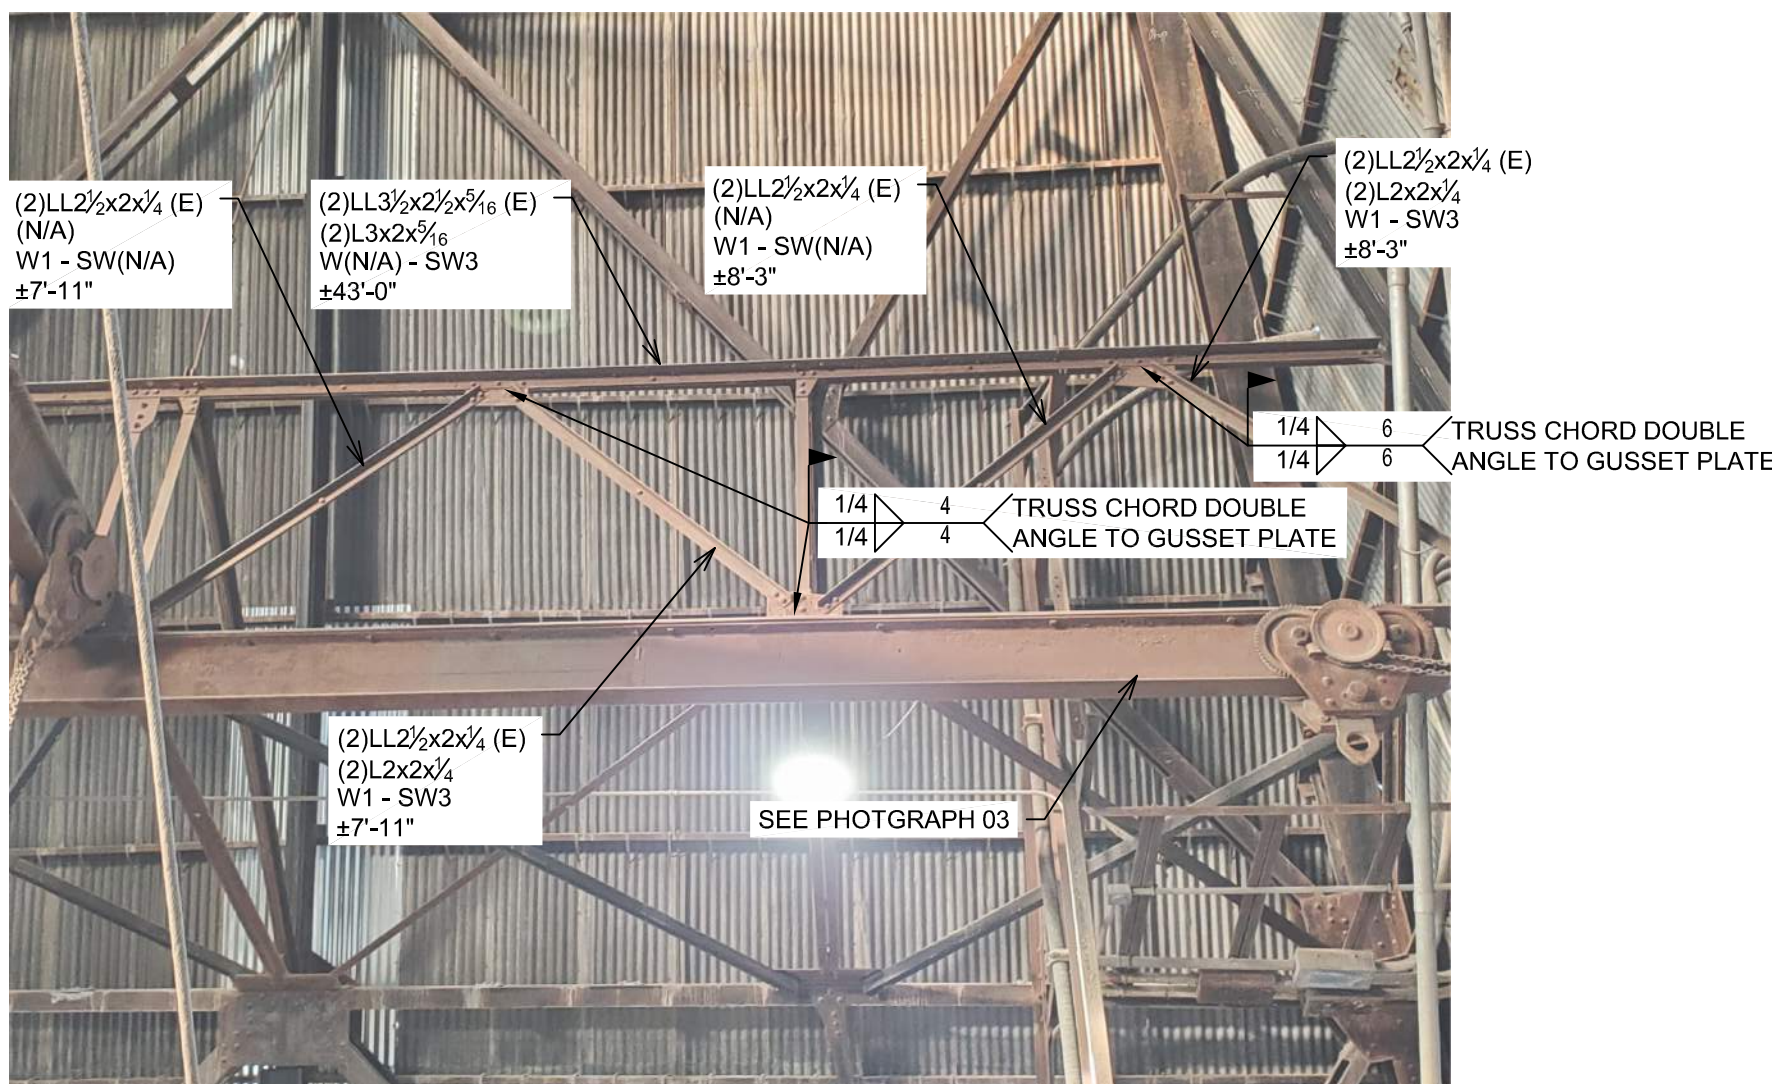 (2)LL2½x2x¼ (E)
(N/A)
W1 - SW(N/A)
±7'-11"
(2)LL3½x2½x5⁄16 (E)
(2)L3x2x5⁄16
W(N/A) - SW3
±43'-0"
(2)LL2½x2x¼ (E)
(N/A)
W1 - SW(N/A)
±8'-3"
(2)LL2½x2x¼ (E)
(2)L2x2x¼
W1 - SW3
±8'-3"
1/4 6 TRUSS CHORD DOUBLE
1/4 6 ANGLE TO GUSSET PLATE
1/4 4 TRUSS CHORD DOUBLE
1/4 4 ANGLE TO GUSSET PLATE
(2)LL2½x2x¼ (E)
(2)L2x2x¼
W1 - SW3
±7'-11"
SEE PHOTGRAPH 03